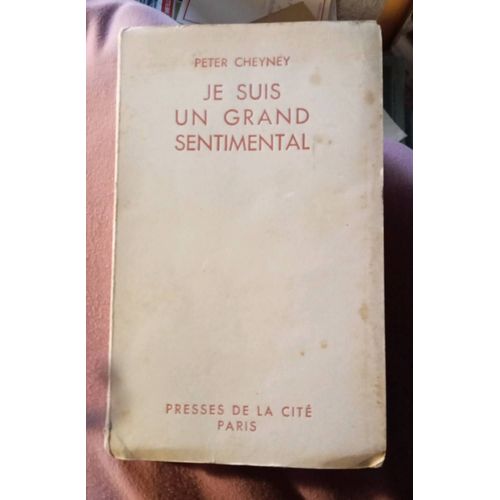 PETER CHEYNEY
JE SUIS
UN GRAND
SENTIMENTAL
PRESSES DE LA CITÉ
PARIS